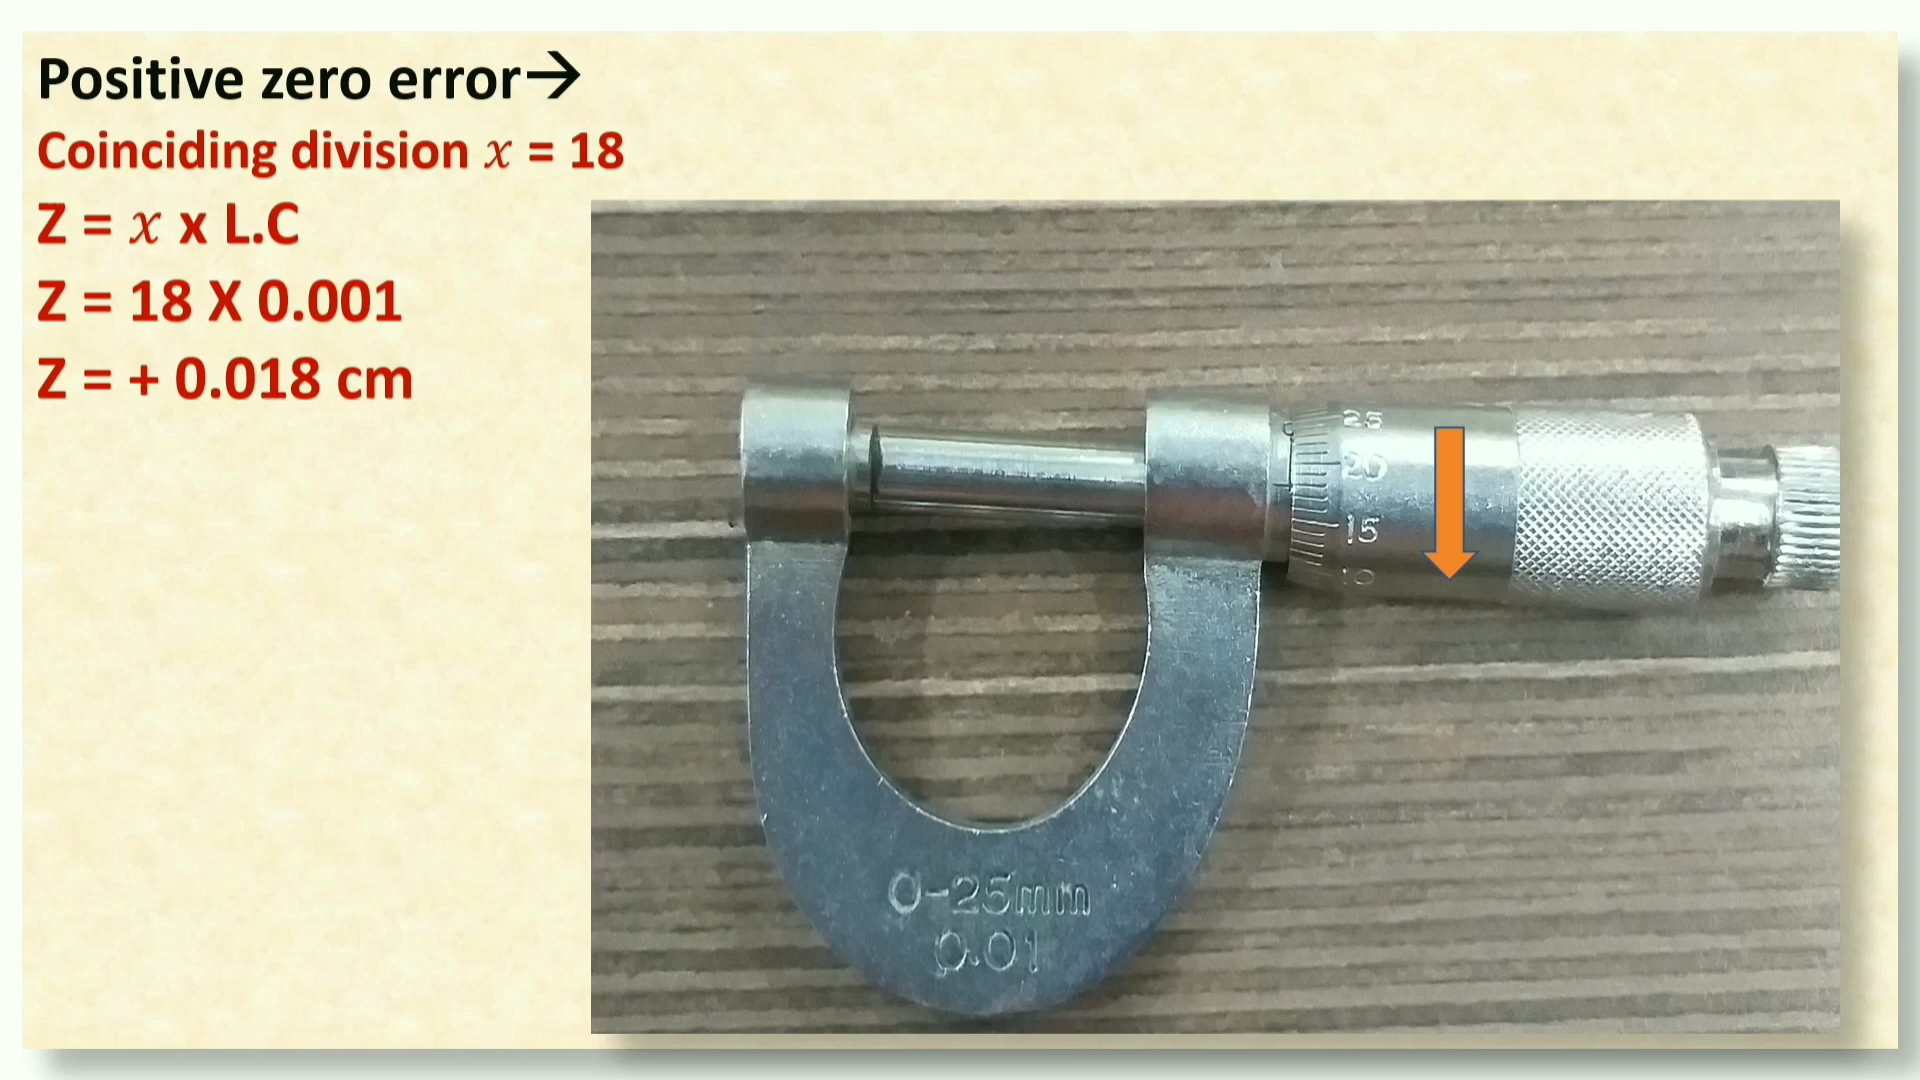 Positive zero error→
Coinciding division x = 18
Z = x x L.C
Z = 18 X 0.001
Z = + 0.018 cm
25
20
15
10
0-25mm
0.01